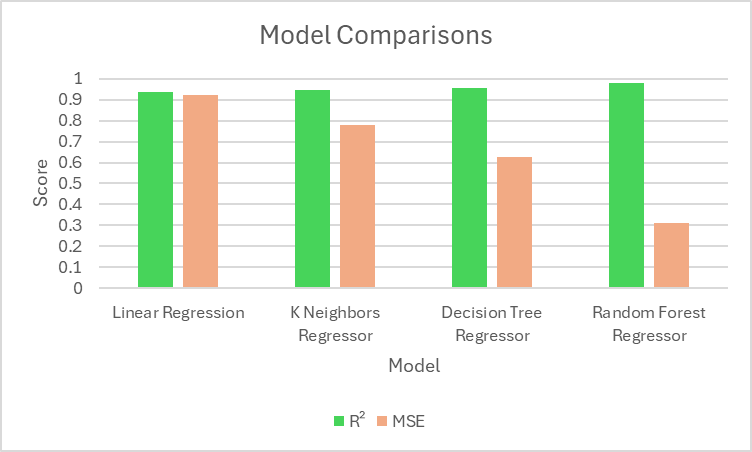 Model Comparisons
1
0.9
0.8
0.7
0.6
0.5
0.4
0.3
0.2
0.1
0
Score
Linear Regression
K Neighbors
Regressor
Decision Tree
Regressor
Random Forest
Regressor
Model
R² MSE